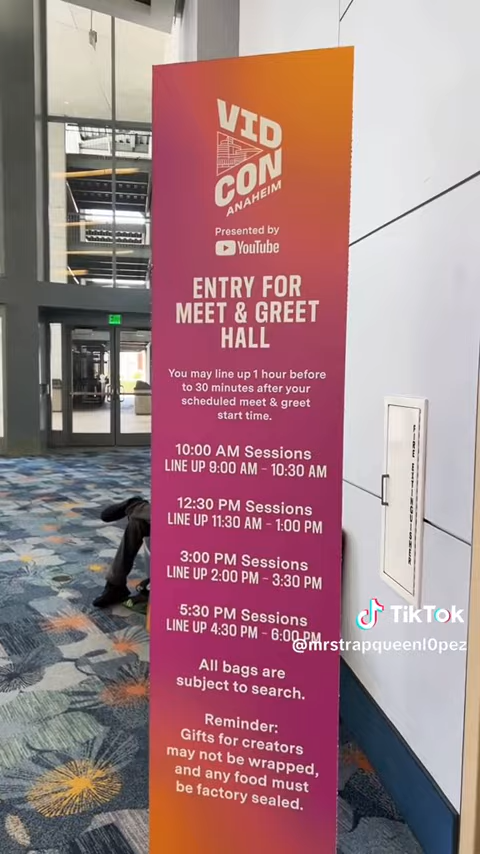 VID
CON
ANAHEIM
Presented by
YouTube
ENTRY FOR
MEET & GREET
HALL
You may line up 1 hour before
to 30 minutes after your
scheduled meet & greet
start time.
10:00 AM Sessions
LINE UP 9:00 AM - 10:30 AM
12:30 PM Sessions
LINE UP 11:30 AM - 1:00 PM
3:00 PM Sessions
LINE UP 2:00 PM - 3:30 PM
5:30 PM Sessions
LINE UP 4:30 PM - 6:00 PM
All bags are
subject to search.
Reminder:
Gifts for creators
may not be wrapped,
and any food must
be factory sealed.
FIRE EXTINGUISHER
TikTok
@mrstrapqueenl0pez